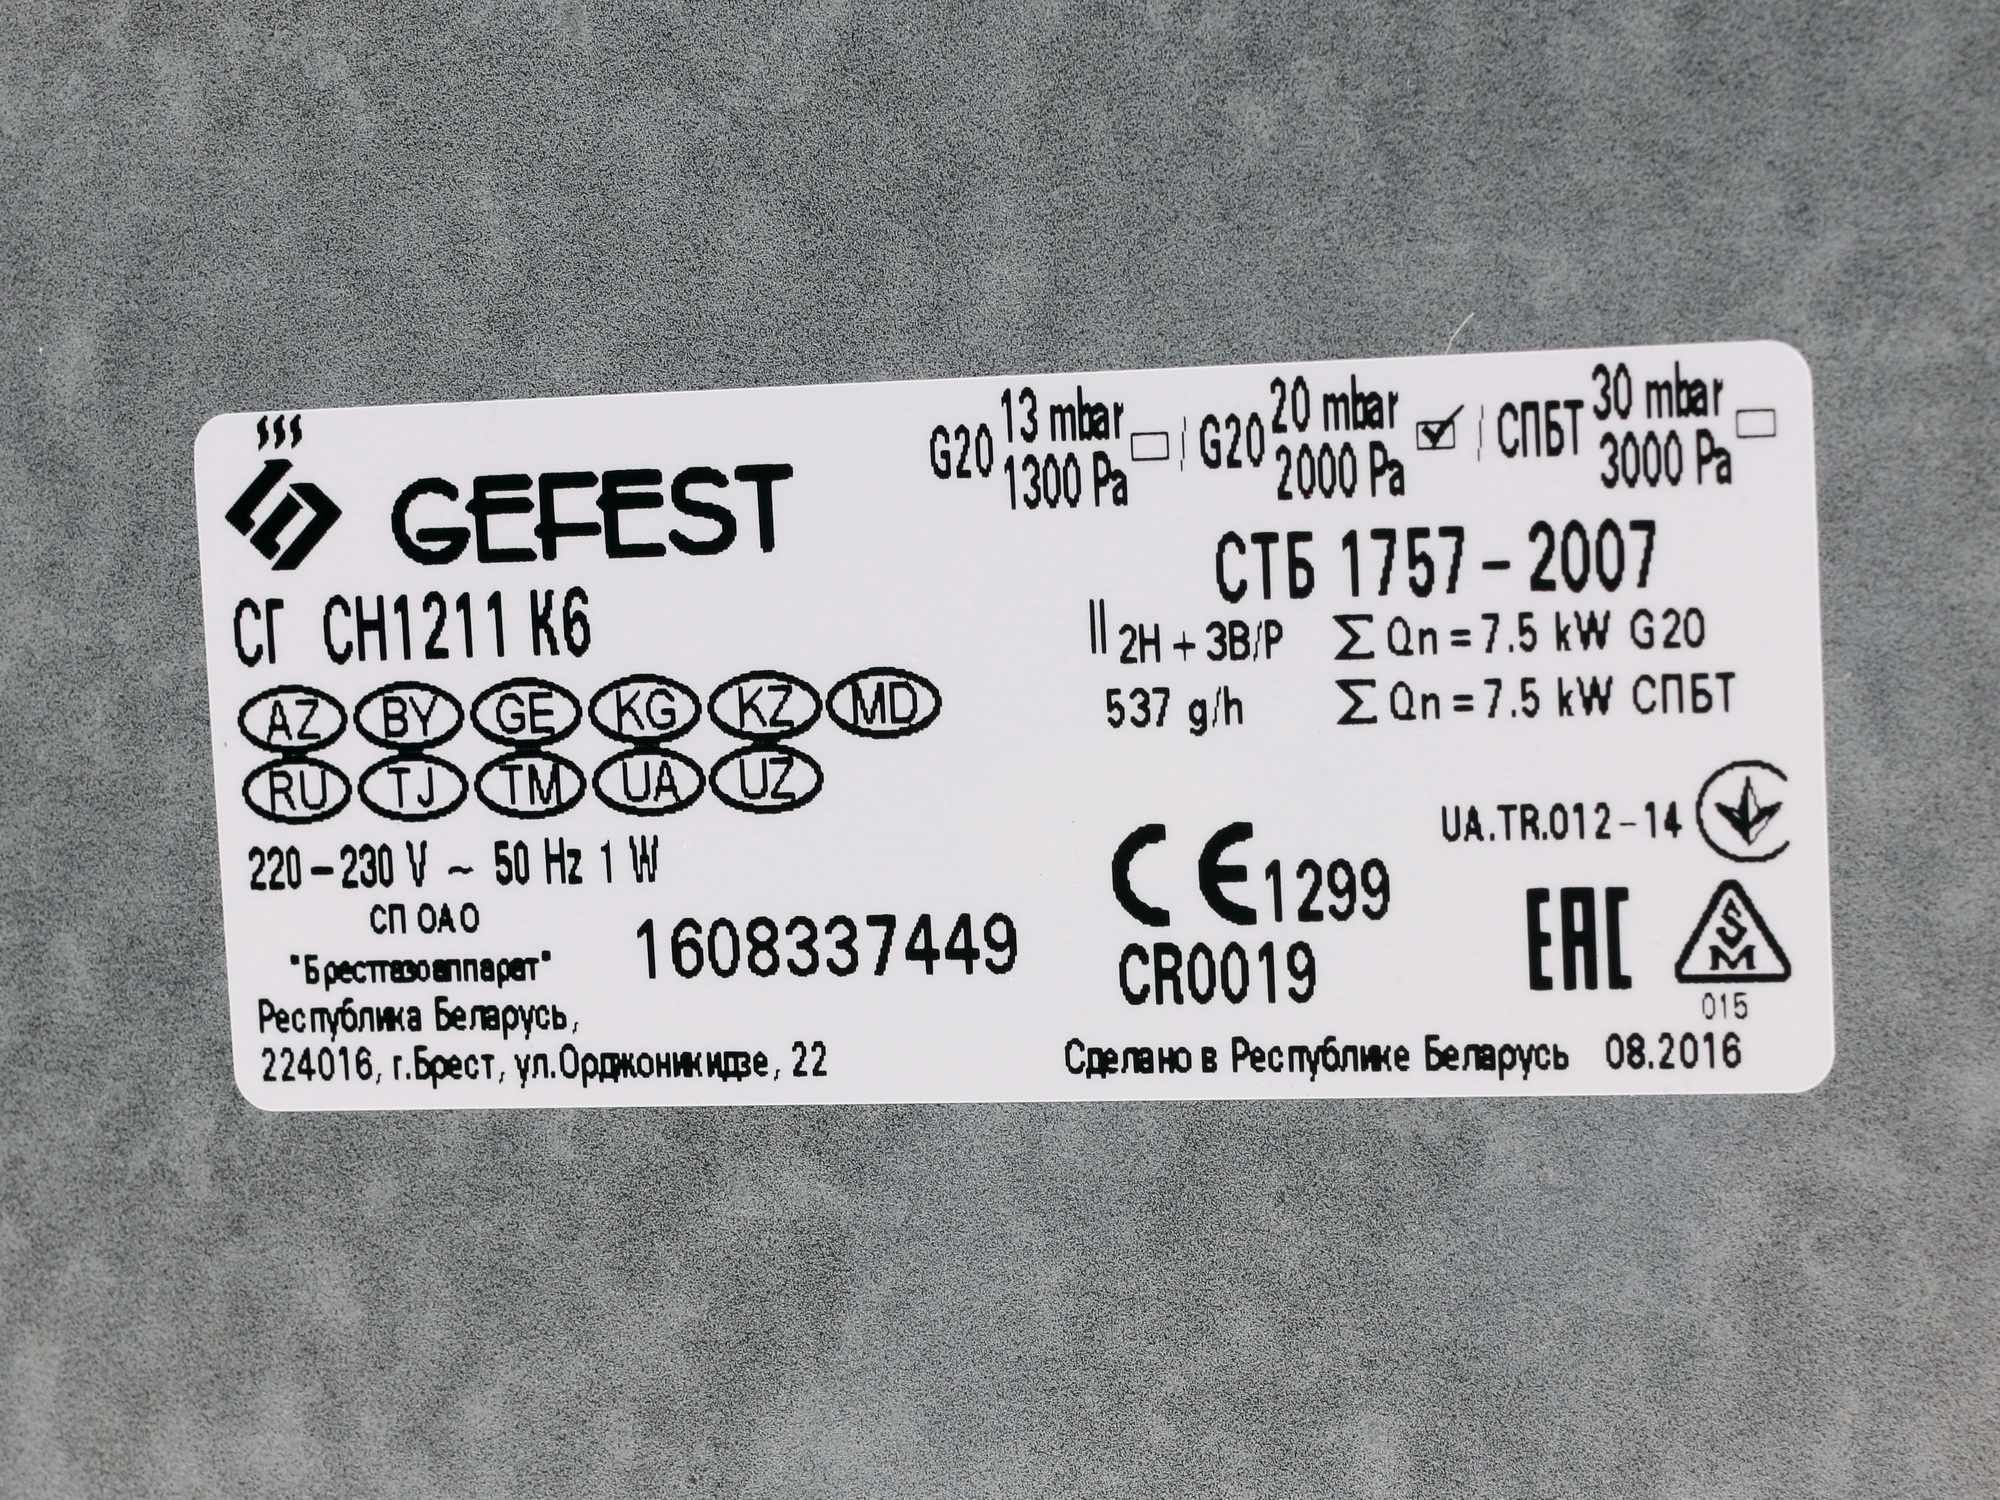 GEFEST
G20 13 mbar 1300 Pa / G20 20 mbar 2000 Pa / СПБТ 30 mbar 3000 Pa
СТБ 1757-2007
СГ СН1211 К6
II 2H + 3B/P ∑ Qn = 7.5 kW G20
537 g/h ∑ Qn = 7.5 kW СПБТ
AZ BY GE KG KZ MD
RU TJ TM UA UZ
UA.TR.012-14
220-230 V ~ 50 Hz 1 W
CE 1299
СП ОАО
"Брестгазоаппарат"
1608337449
CR0019
EAC
SM
015
Республика Беларусь,
224016, г.Брест, ул.Орджоникидзе, 22
Сделано в Республике Беларусь 08.2016